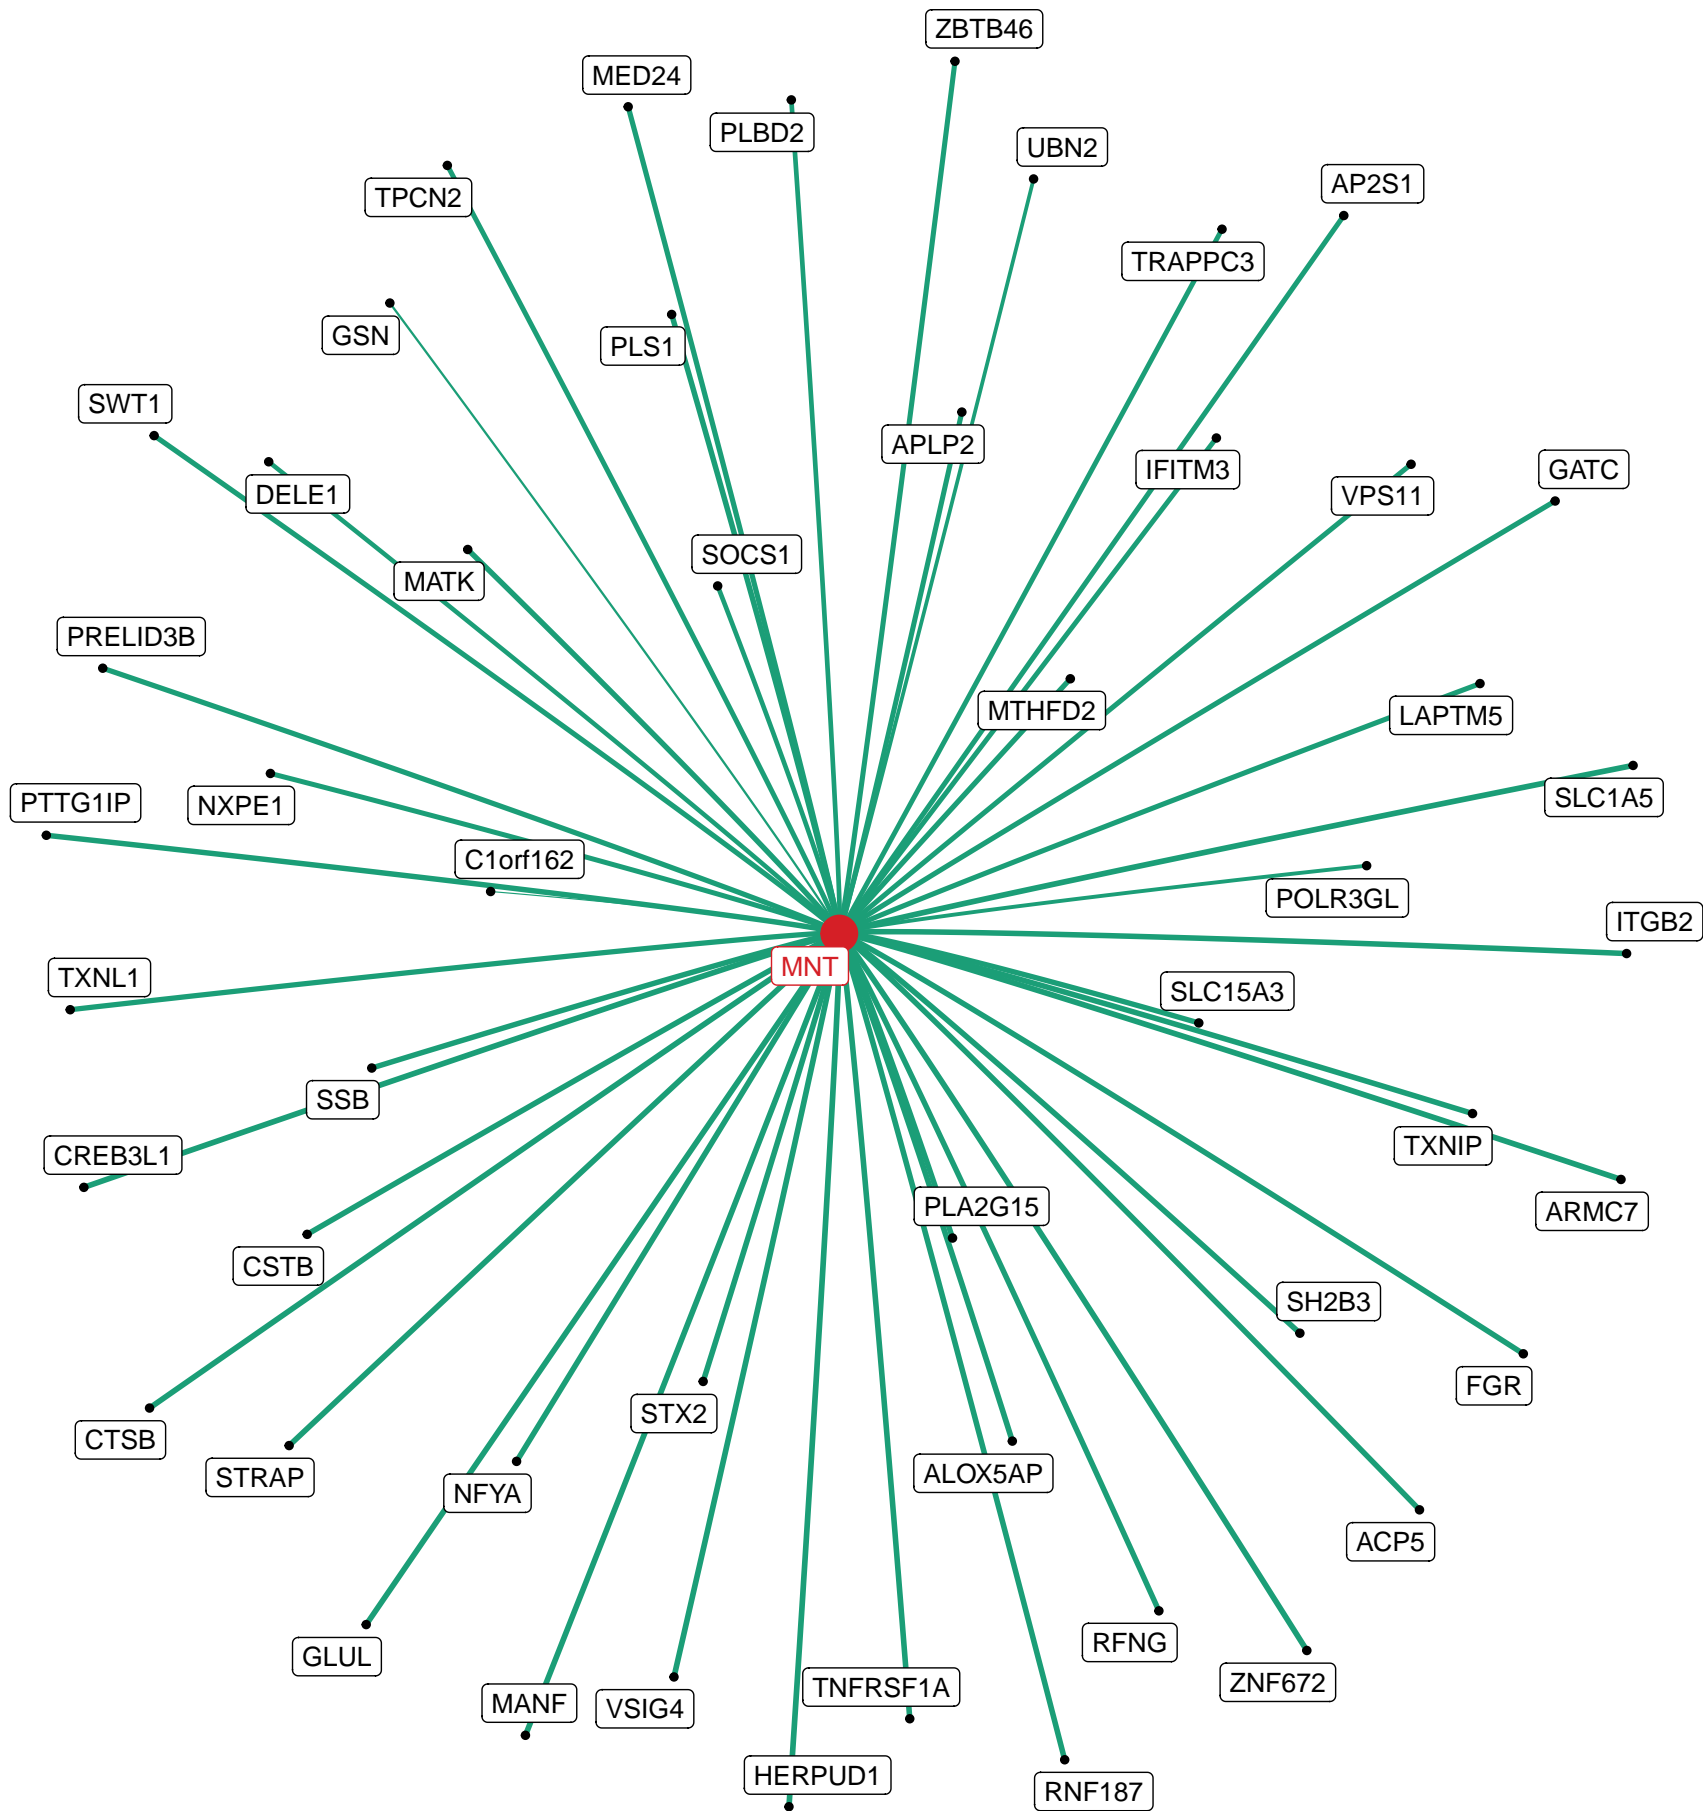 ZBTB46
MED24
PLBD2
UBN2
AP2S1
TPCN2
TRAPPC3
GSN
PLS1
SWT1
APLP2
IFITM3
GATC
DELE1
VPS11
SOCS1
MATK
PRELID3B
MTHFD2
LAPTM5
PTTG1IP
NXPE1
SLC1A5
C1orf162
POLR3GL
ITGB2
MNT
TXNL1
SLC15A3
SSB
TXNIP
CREB3L1
PLA2G15
ARMC7
CSTB
SH2B3
FGR
STX2
CTSB
STRAP
ALOX5AP
NFYA
ACP5
RFNG
GLUL
ZNF672
TNFRSF1A
MANF
VSIG4
HERPUD1
RNF187